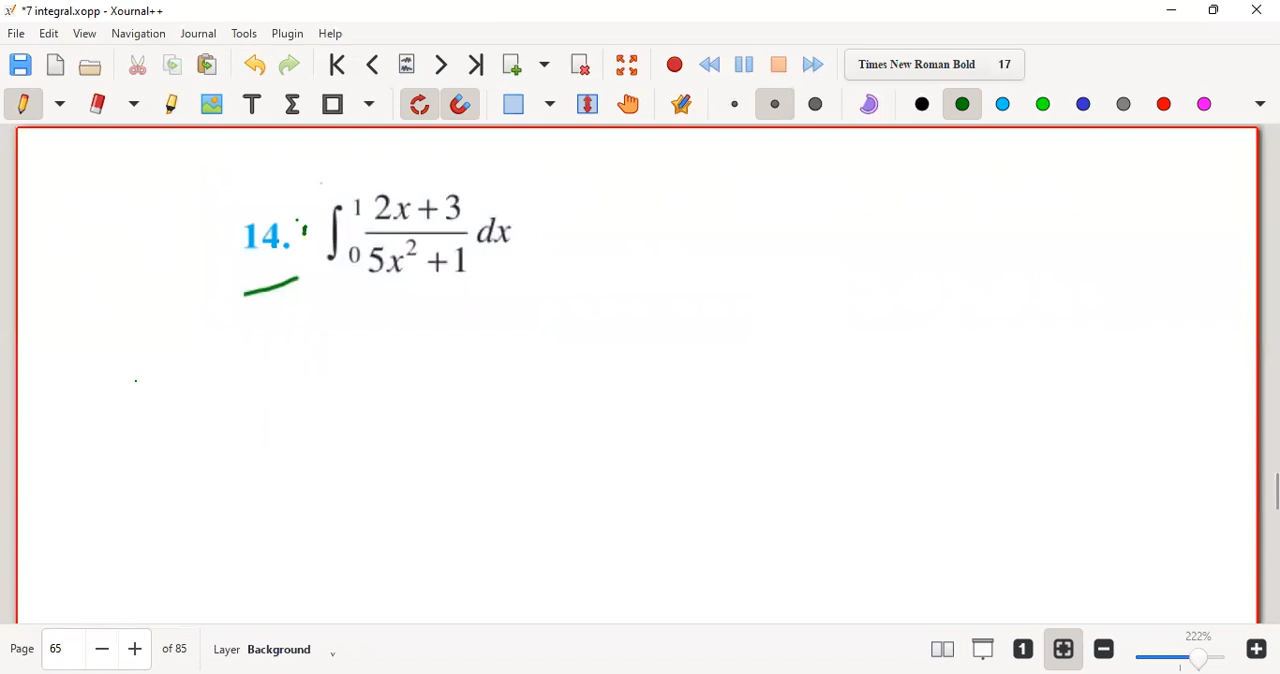 *7 integral.xopp - Xournal++
File Edit View Navigation Journal Tools Plugin Help
Times New Roman Bold 17
14. ∫₀¹ (2x + 3)/(5x² + 1) dx
Page 65 of 85 Layer Background 1 222%